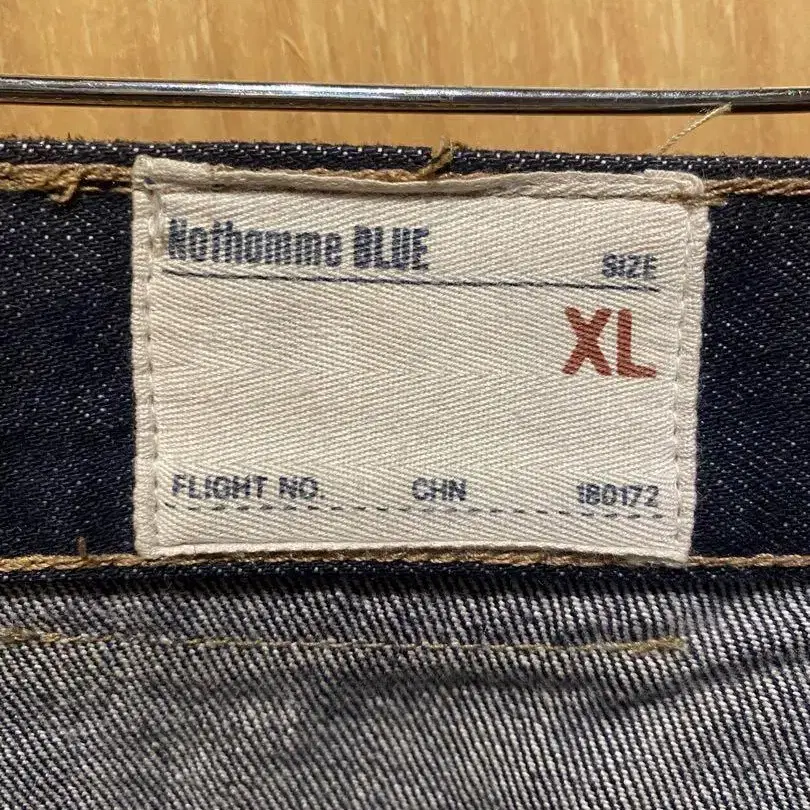 Nothomme BLUE
SIZE
XL
FLIGHT NO. CHN 180172